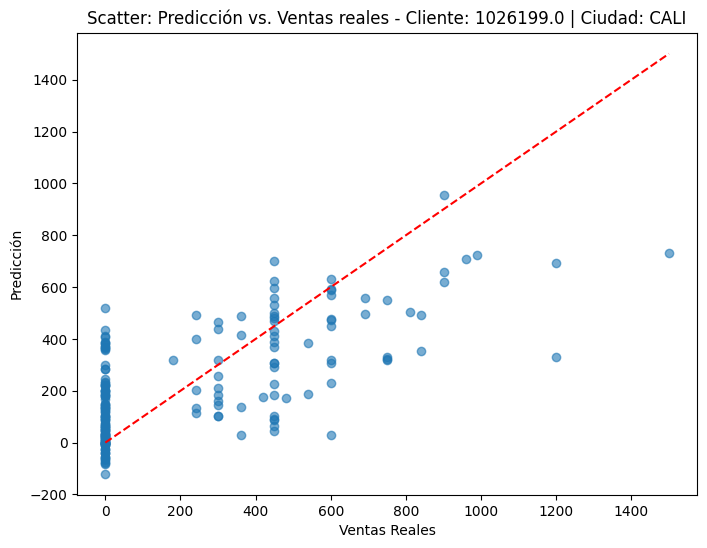 Scatter: Predicción vs. Ventas reales - Cliente: 1026199.0 | Ciudad: CALI
1400
1200
1000
800
600
400
200
0
−200
Predicción
0 200 400 600 800 1000 1200 1400
Ventas Reales